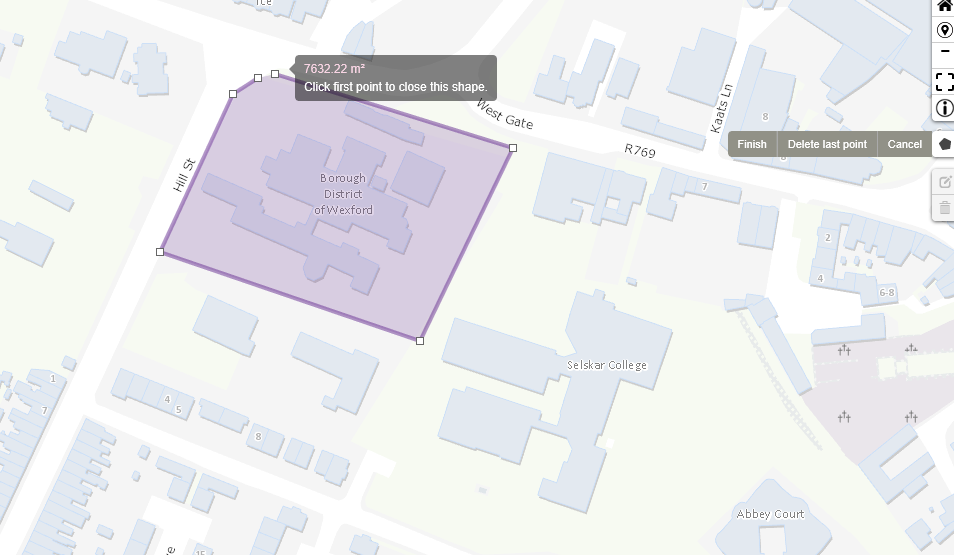 7632.22 m²
Click first point to close this shape.
West Gate
Kaats Ln
8
R769
Finish
Delete last point
Cancel
Hill St
Borough
District
of Wexford
7
2
4
6-8
Selskar College
1
7
4
5
8
Abbey Court
15